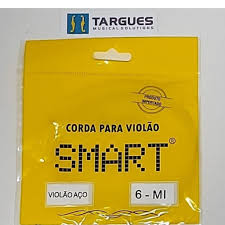 TARGUES
MUSICAL SOLUTIONS
PRODUTO
IMPORTADO
CORDA PARA VIOLÃO
SMART®
VIOLÃO AÇO
6 - MI